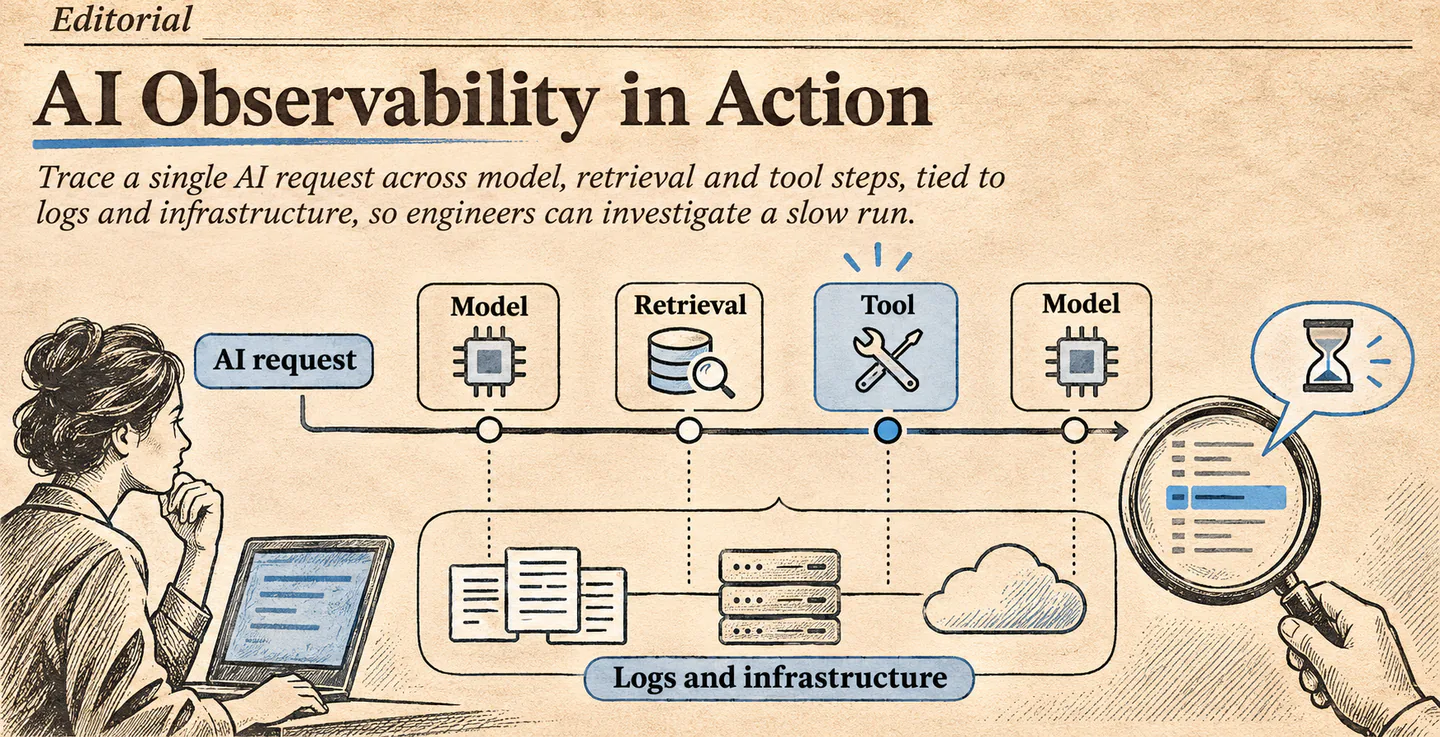 Editorial
AI Observability in Action
Trace a single AI request across model, retrieval and tool steps, tied to
logs and infrastructure, so engineers can investigate a slow run.
AI request
Model
Retrieval
Tool
Model
Logs and infrastructure